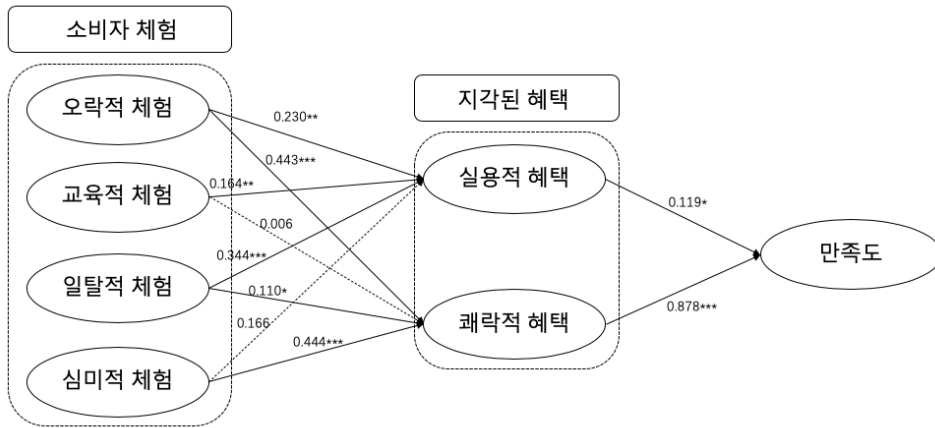 소비자 체험
오락적 체험
교육적 체험
일탈적 체험
심미적 체험
0.230**
0.443***
0.164**
0.006
0.344***
0.110*
0.166
0.444***
지각된 혜택
실용적 혜택
쾌락적 혜택
0.119*
0.878***
만족도